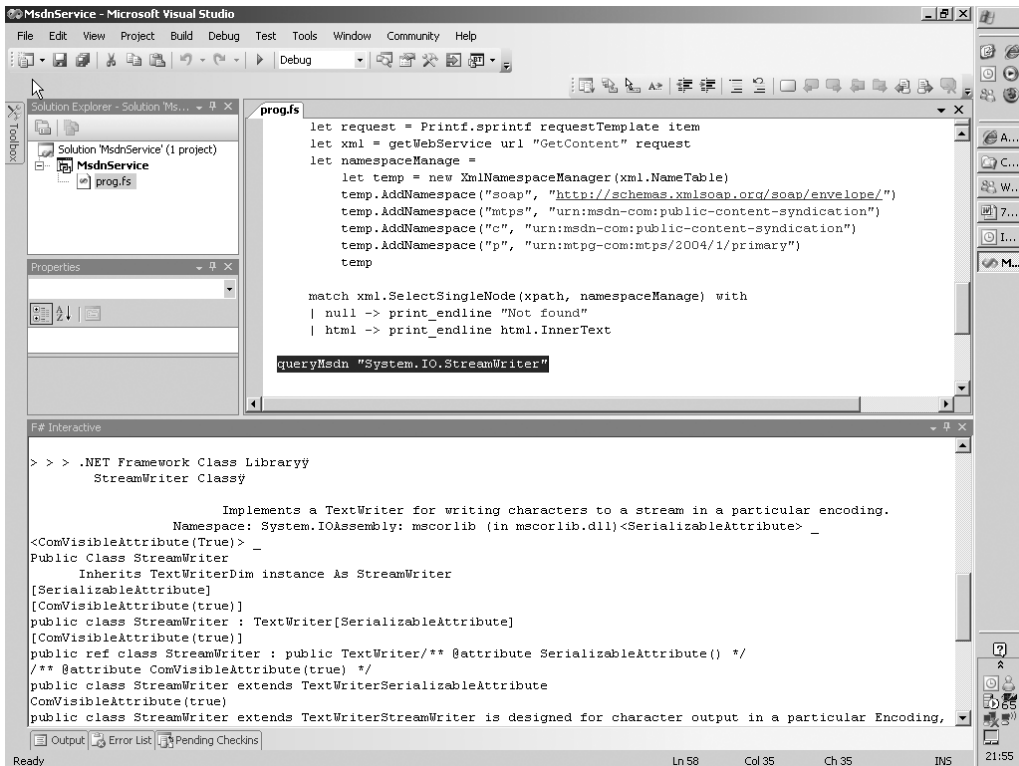 MsdnService - Microsoft Visual Studio
File Edit View Project Build Debug Test Tools Window Community Help
Debug
Toolbox
Solution Explorer - Solution 'Ms...
Solution 'MsdnService' (1 project)
MsdnService
prog.fs
Properties
prog.fs
let request = Printf.sprintf requestTemplate item
let xml = getWebService url "GetContent" request
let namespaceManage =
let temp = new XmlNamespaceManager(xml.NameTable)
temp.AddNamespace("soap", "http://schemas.xmlsoap.org/soap/envelope/")
temp.AddNamespace("mtps", "urn:msdn-com:public-content-syndication")
temp.AddNamespace("c", "urn:msdn-com:public-content-syndication")
temp.AddNamespace("p", "urn:mtpg-com:mtps/2004/1/primary")
temp
match xml.SelectSingleNode(xpath, namespaceManage) with
| null -> print_endline "Not found"
| html -> print_endline html.InnerText
queryMsdn "System.IO.StreamWriter"
F# Interactive
> > > .NET Framework Class Libraryÿ
StreamWriter Classÿ
Implements a TextWriter for writing characters to a stream in a particular encoding.
Namespace: System.IOAssembly: mscorlib (in mscorlib.dll)<SerializableAttribute> _
<ComVisibleAttribute(True)> _
Public Class StreamWriter
Inherits TextWriterDim instance As StreamWriter
[SerializableAttribute]
[ComVisibleAttribute(true)]
public class StreamWriter : TextWriter[SerializableAttribute]
[ComVisibleAttribute(true)]
public ref class StreamWriter : public TextWriter/** @attribute SerializableAttribute() */
/** @attribute ComVisibleAttribute(true) */
public class StreamWriter extends TextWriterSerializableAttribute
ComVisibleAttribute(true)
public class StreamWriter extends TextWriterStreamWriter is designed for character output in a particular Encoding,
Output Error List Pending Checkins
Ready Ln 58 Col 35 Ch 35 INS
A...
C...
W..
7...
I...
M...
65
21:55